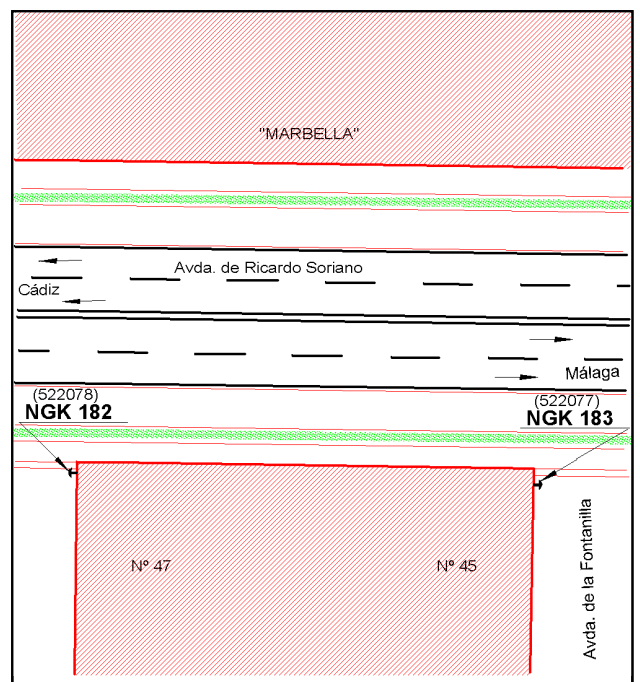 "MARBELLA"
Avda. de Ricardo Soriano
Cádiz
Málaga
(522078)
NGK 182
(522077)
NGK 183
Nº 47
Nº 45
Avda. de la Fontanilla